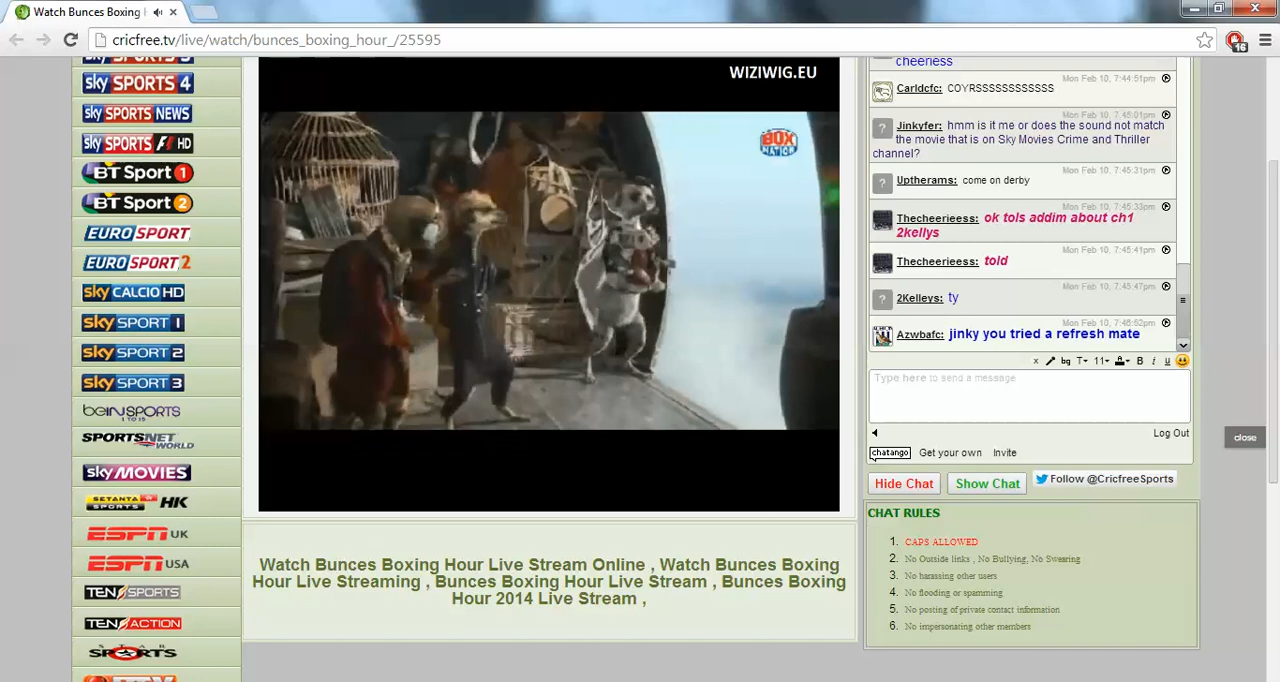 Watch Bunces Boxing
cricfree.tv/live/watch/bunces_boxing_hour_/25595
16
sky SPORTS 4
sky SPORTS NEWS
sky SPORTS F1 HD
BT Sport 1
BT Sport 2
EUROSPORT
EUROSPORT 2
sky CALCIO HD
sky SPORT 1
sky SPORT 2
sky SPORT 3
beIN SPORTS
1 TO 15
SPORTSNET
WORLD
sky MOVIES
SETANTA SPORTS HK
ESPN UK
ESPN USA
TEN SPORTS
TEN ACTION
STAR
SPORTS
WIZIWIG.EU
BOX
NATION
Watch Bunces Boxing Hour Live Stream Online , Watch Bunces Boxing
Hour Live Streaming , Bunces Boxing Hour Live Stream , Bunces Boxing
Hour 2014 Live Stream ,
cheerless
Mon Feb 10, 7:44:51pm
Carldcfc: COYRSSSSSSSSSSSS
Mon Feb 10, 7:45:01pm
Jinkyfer: hmm is it me or does the sound not match
the movie that is on Sky Movies Crime and Thriller
channel?
Mon Feb 10, 7:45:31pm
Uptherams: come on derby
Mon Feb 10, 7:45:33pm
Thecheerieess: ok tols addim about ch1
2kellys
Mon Feb 10, 7:45:41pm
Thecheerieess: told
Mon Feb 10, 7:45:47pm
2Kelleys: ty
Mon Feb 10, 7:46:52pm
Azwbafc: jinky you tried a refresh mate
x bg T 11 A B i u
Type here to send a message
Log Out
chatango Get your own Invite
close
Hide Chat Show Chat Follow @CricfreeSports
CHAT RULES
1. CAPS ALLOWED
2. No Outside links , No Bullying, No Swearing
3. No harassing other users
4. No flooding or spamming
5. No posting of private contact information
6. No impersonating other members